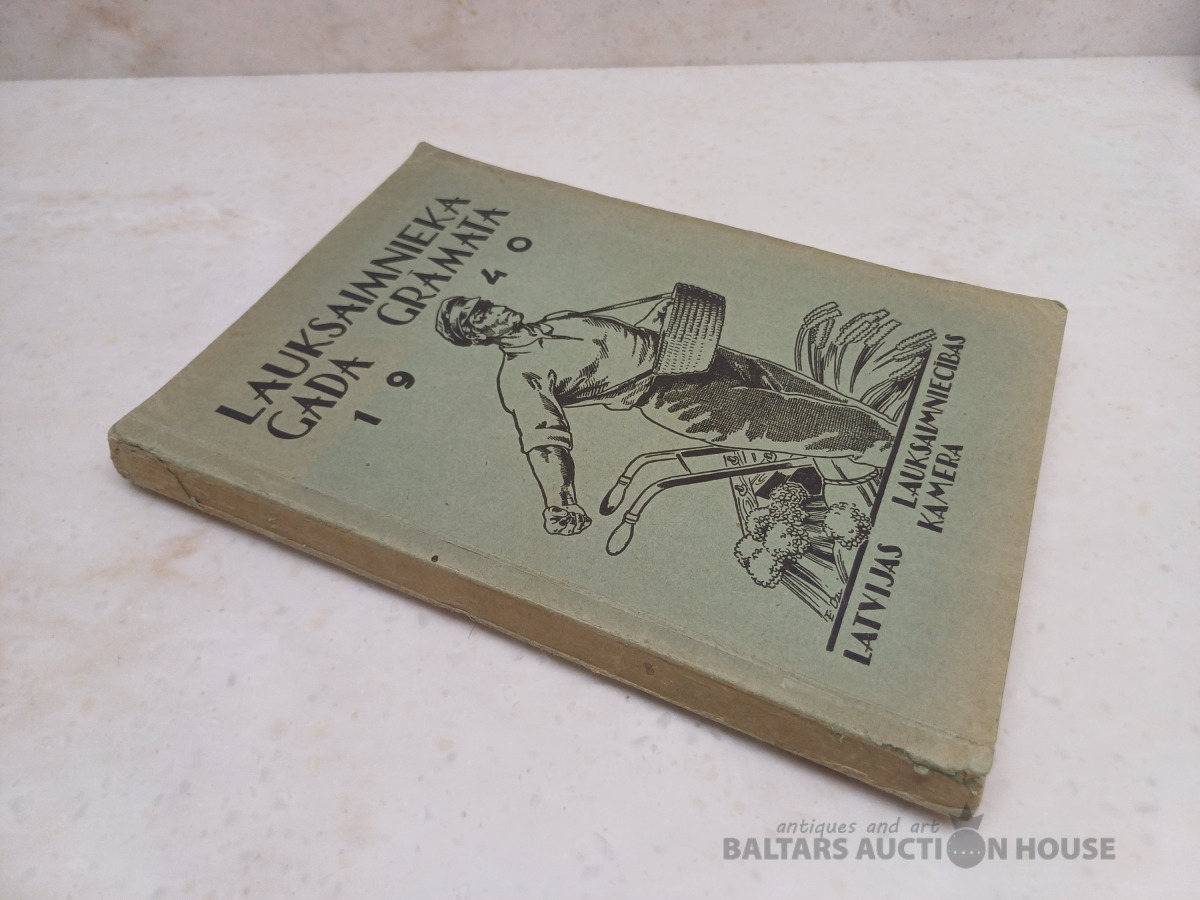 LAUKSAIMNIEKA
GADA GRĀMATA
1 9 4 0
LATVIJAS LAUKSAIMNIECĪBAS
KAMERA
antiques and art
BALTARS AUCTION HOUSE